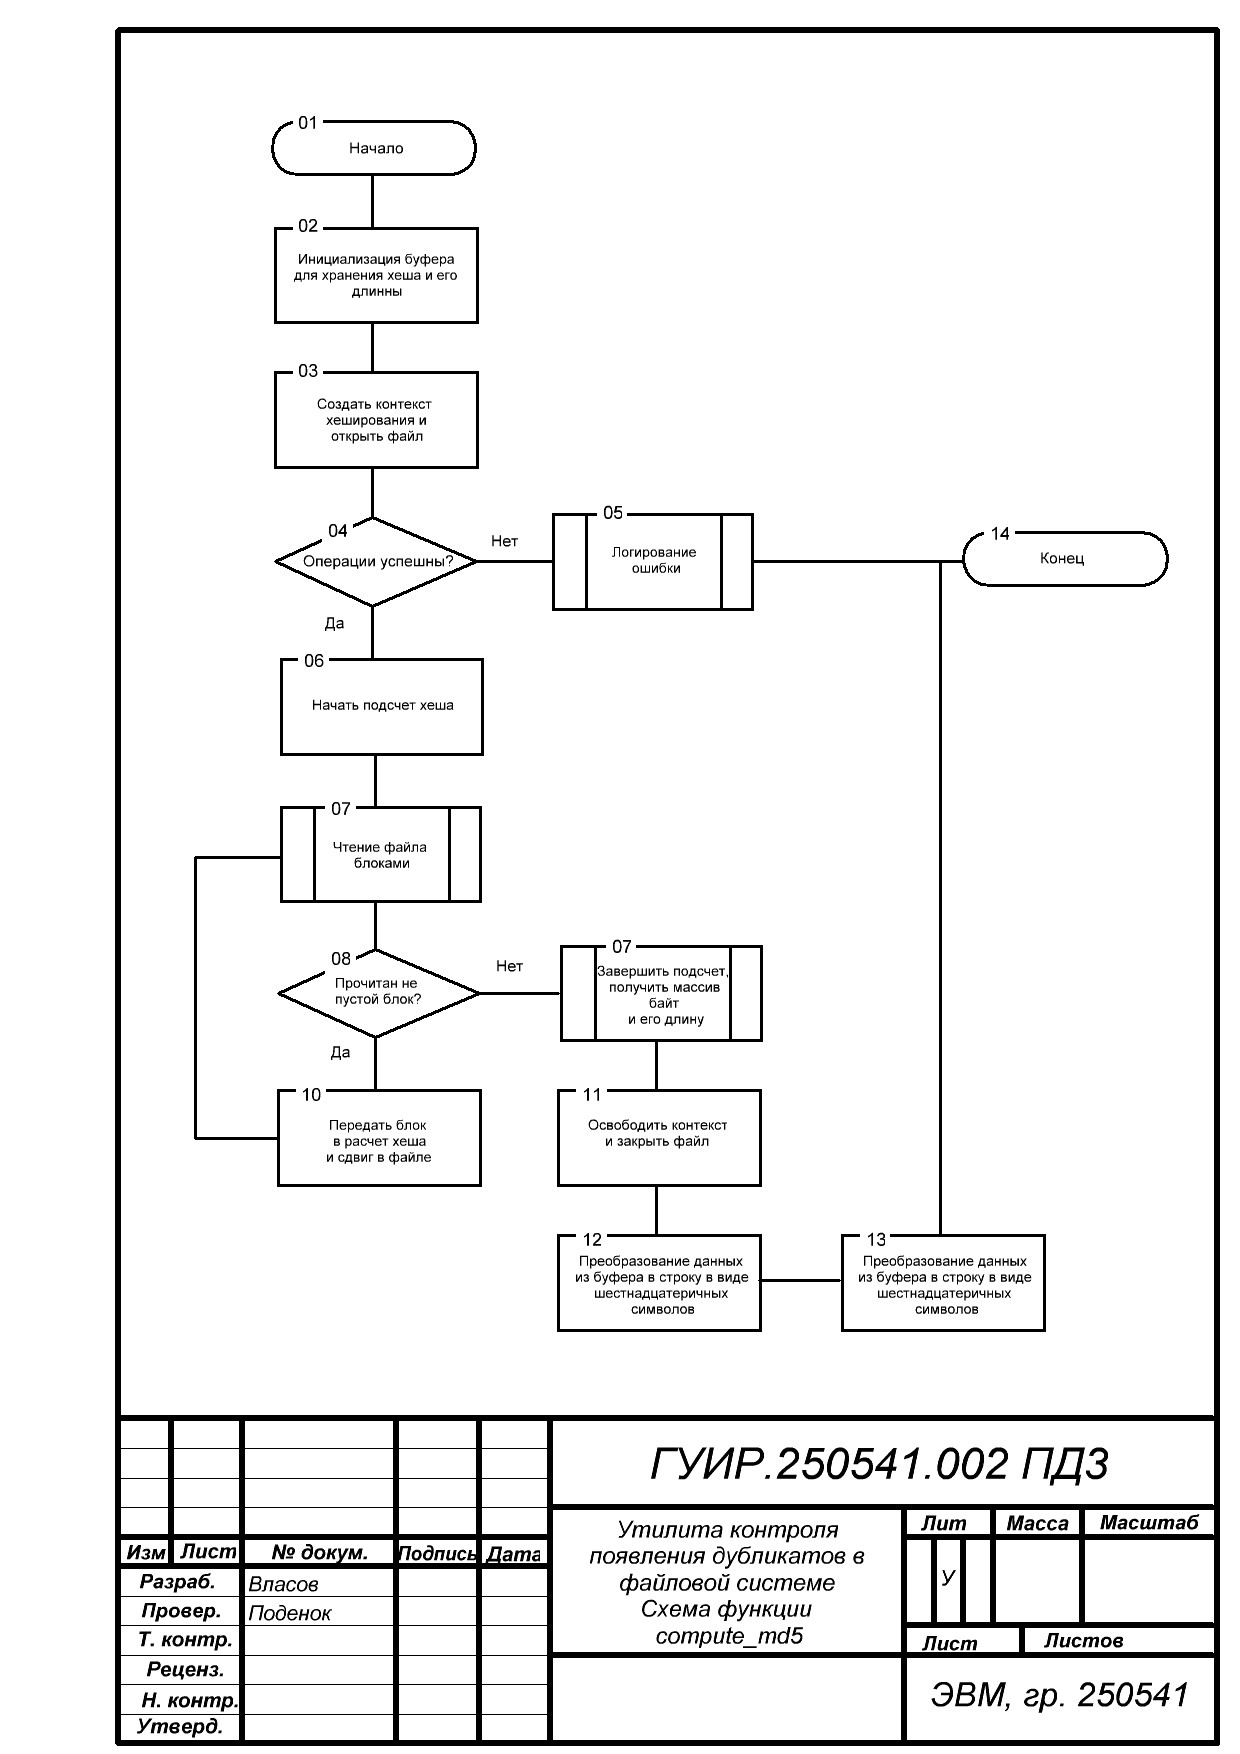 01
Начало
02
Инициализация буфера
для хранения хеша и его
длинны
03
Создать контекст
хеширования и
открыть файл
04
Операции успешны?
Нет
Да
05
Логирование
ошибки
14
Конец
06
Начать подсчет хеша
07
Чтение файла
блоками
08
Прочитан не
пустой блок?
Нет
Да
07
Завершить подсчет,
получить массив
байт
и его длину
10
Передать блок
в расчет хеша
и сдвиг в файле
11
Освободить контекст
и закрыть файл
12
Преобразование данных
из буфера в строку в виде
шестнадцатеричных
символов
13
Преобразование данных
из буфера в строку в виде
шестнадцатеричных
символов
ГУИР.250541.002 ПД3
Изм Лист № докум. Подпись Дата
Разраб. Власов
Провер. Поденок
Т. контр.
Реценз.
Н. контр.
Утверд.
Утилита контроля
появления дубликатов в
файловой системе
Схема функции
compute_md5
Лит Масса Масштаб
У
Лист Листов
ЭВМ, гр. 250541